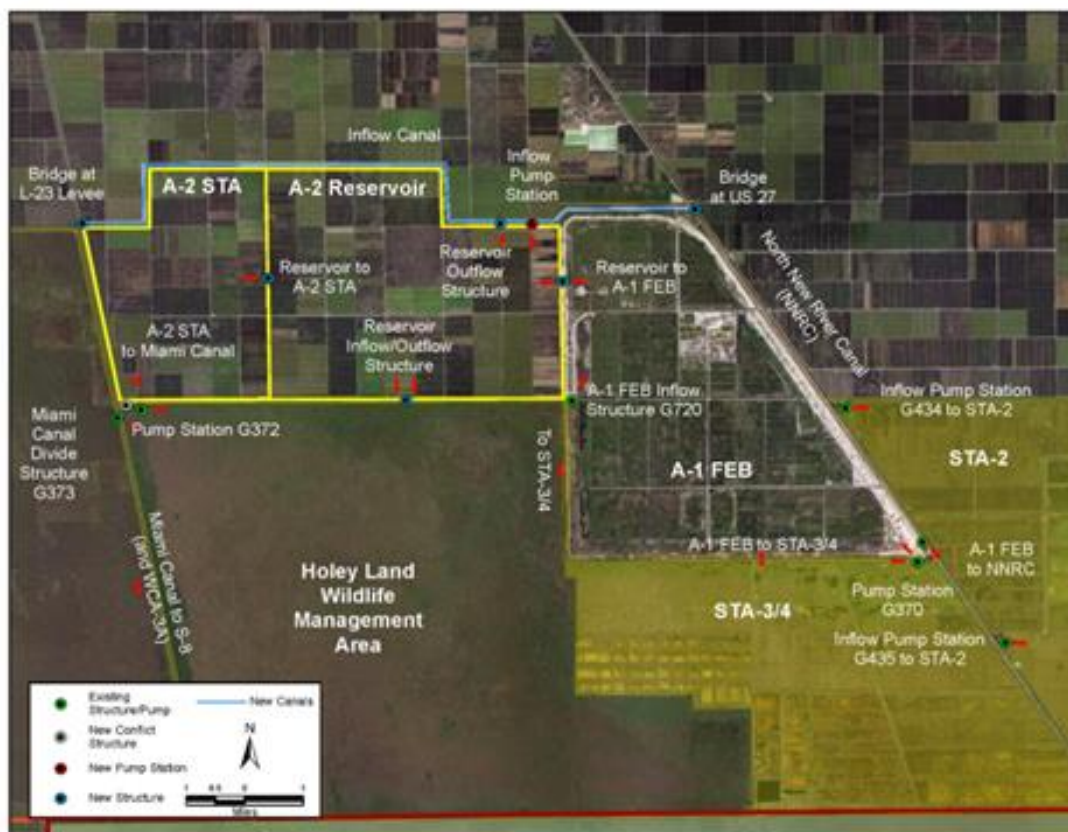 Inflow Canal
Bridge at
L-23 Levee
A-2 STA
A-2 Reservoir
Inflow
Pump
Station
Bridge
at US 27
Reservoir
Outflow
Structure
Reservoir to
A-2 STA
Reservoir to
A-1 FEB
North New River Canal
(NNRC)
A-2 STA
to Miami Canal
Reservoir
Inflow/Outflow
Structure
A-1 FEB Inflow
Structure G720
Inflow Pump Station
G434 to STA-2
Miami
Canal
Divide
Structure
G373
Pump Station G372
To STA-3/4
A-1 FEB
STA-2
Miami Canal to S-8
(and WCA-3A)
A-1 FEB to STA-3/4
A-1 FEB
to NNRC
Holey Land
Wildlife
Management
Area
Pump Station
G370
STA-3/4
Inflow Pump Station
G435 to STA-2
Existing
Structure/Pump
New Canals
New Conflict
Structure
N
New Pump Station
1 0.5 0 1
Miles
New Structure